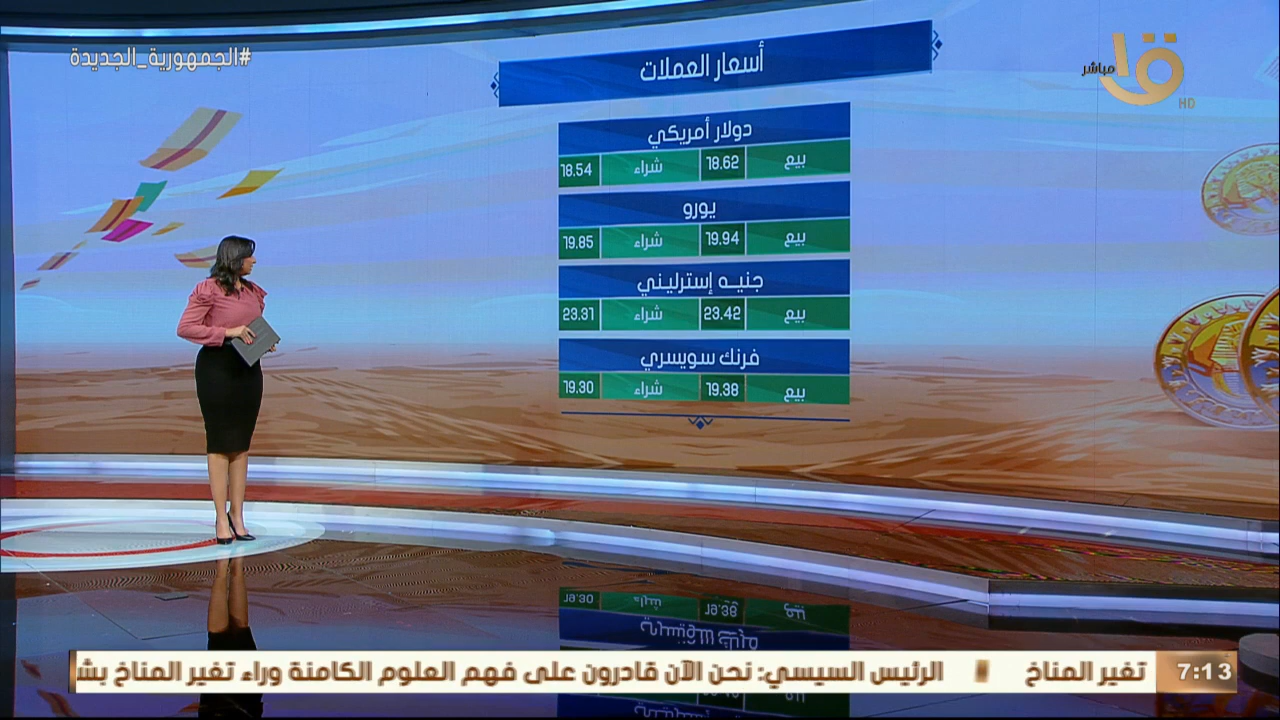 #الجمهورية_الجديدة
مباشر
HD
أسعار العملات
دولار أمريكي
بيع 18.62 شراء 18.54
يورو
بيع 19.94 شراء 19.85
جنيه إسترليني
بيع 23.42 شراء 23.31
فرنك سويسري
بيع 19.38 شراء 19.30
7:13 تغير المناخ الرئيس السيسي: نحن الآن قادرون على فهم العلوم الكامنة وراء تغير المناخ بش